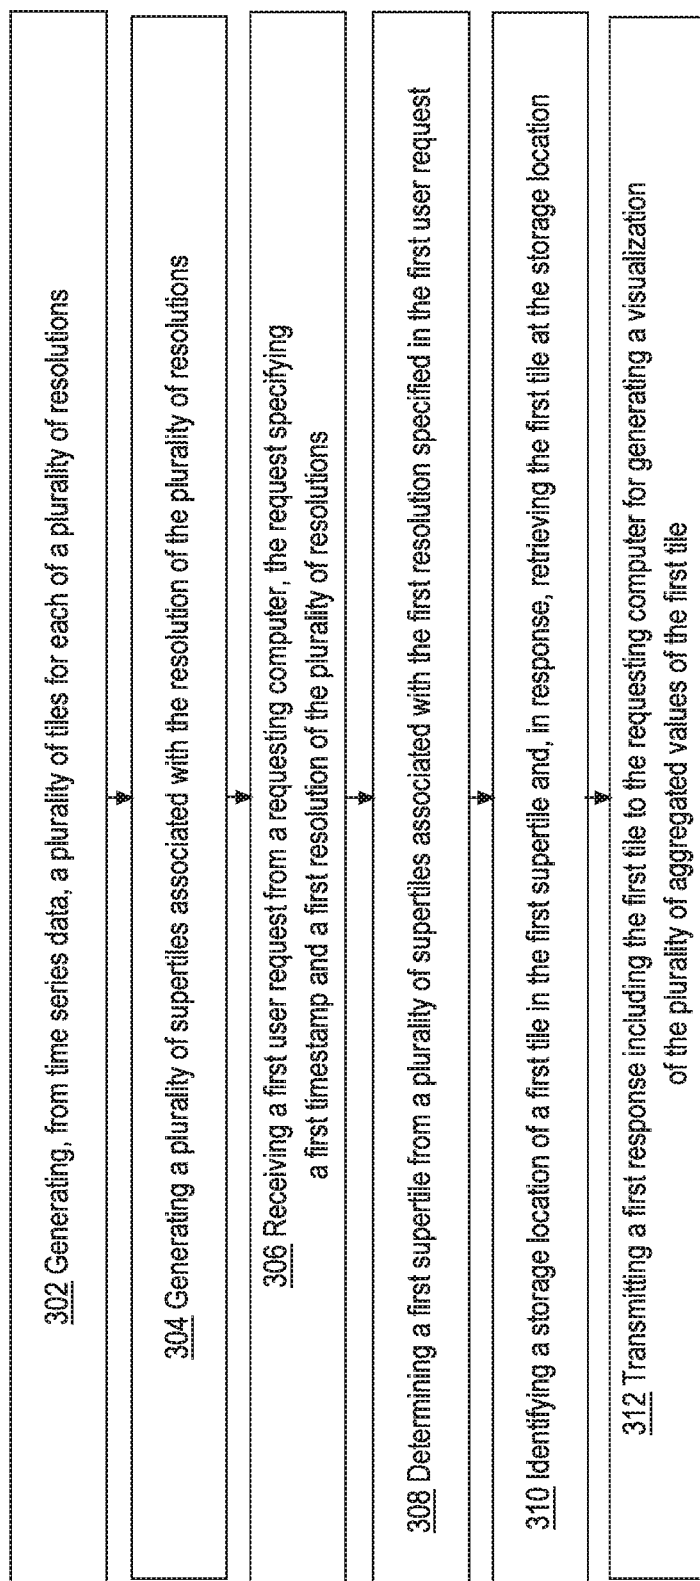 302 Generating, from time series data, a plurality of tiles for each of a plurality of resolutions
304 Generating a plurality of supertiles associated with the resolution of the plurality of resolutions
306 Receiving a first user request from a requesting computer, the request specifying
a first timestamp and a first resolution of the plurality of resolutions
308 Determining a first supertile from a plurality of supertiles associated with the first resolution specified in the first user request
310 Identifying a storage location of a first tile in the first supertile and, in response, retrieving the first tile at the storage location
312 Transmitting a first response including the first tile to the requesting computer for generating a visualization
of the plurality of aggregated values of the first tile